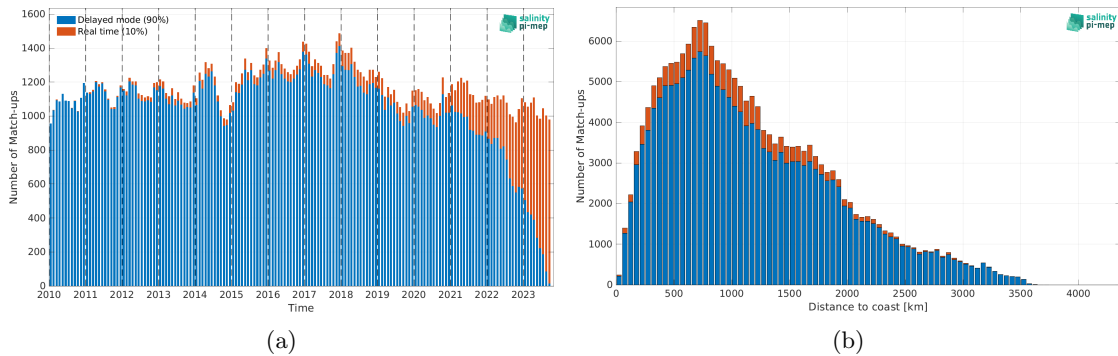 Delayed mode (90%)
Real time (10%)
salinity
pi-mep
Number of Match-ups
1400
1200
1000
800
600
400
200
0
2010 2011 2012 2013 2014 2015 2016 2017 2018 2019 2020 2021 2022 2023
Time
(a)
salinity
pi-mep
Number of Match-ups
6000
5000
4000
3000
2000
1000
0
0 500 1000 1500 2000 2500 3000 3500 4000
Distance to coast [km]
(b)